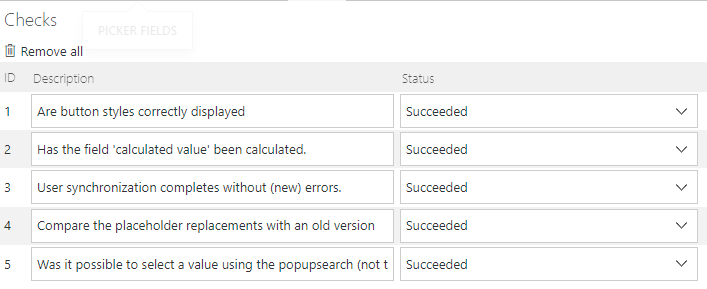 Checks
PICKER FIELDS
Remove all
ID Description Status
1 Are button styles correctly displayed Succeeded
2 Has the field 'calculated value' been calculated. Succeeded
3 User synchronization completes without (new) errors. Succeeded
4 Compare the placeholder replacements with an old version Succeeded
5 Was it possible to select a value using the popupsearch (not t Succeeded